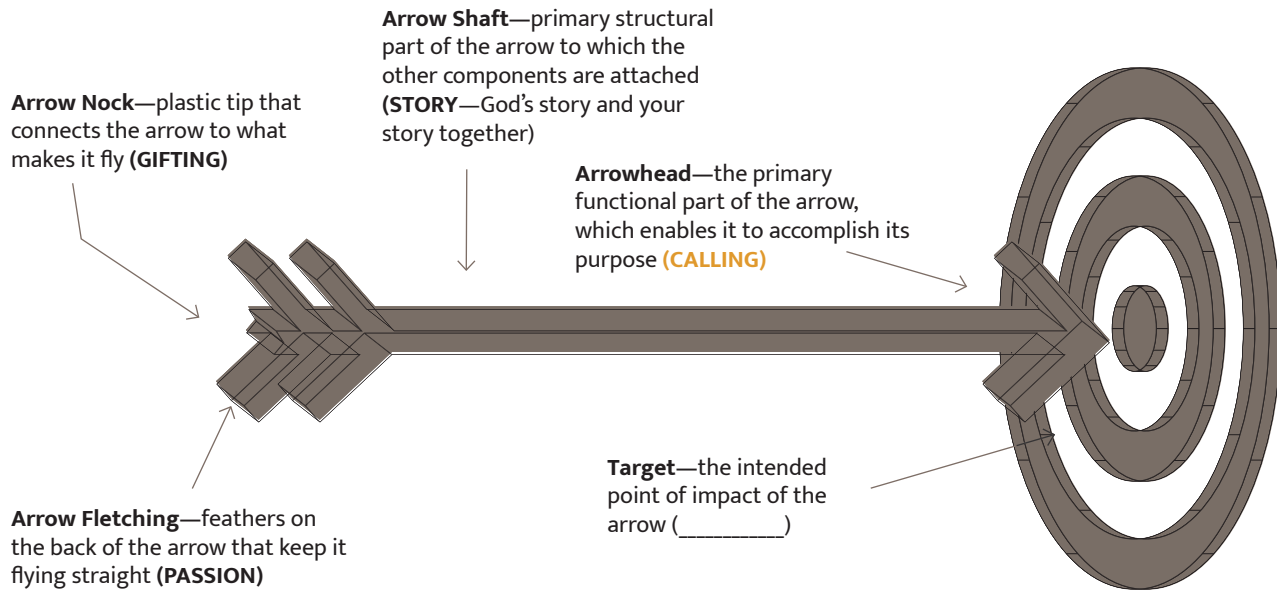 Arrow Shaft—primary structural
part of the arrow to which the
other components are attached
(STORY—God’s story and your
story together)
Arrow Nock—plastic tip that
connects the arrow to what
makes it fly (GIFTING)
Arrowhead—the primary
functional part of the arrow,
which enables it to accomplish its
purpose (CALLING)
Target—the intended
point of impact of the
arrow (____________)
Arrow Fletching—feathers on
the back of the arrow that keep it
flying straight (PASSION)